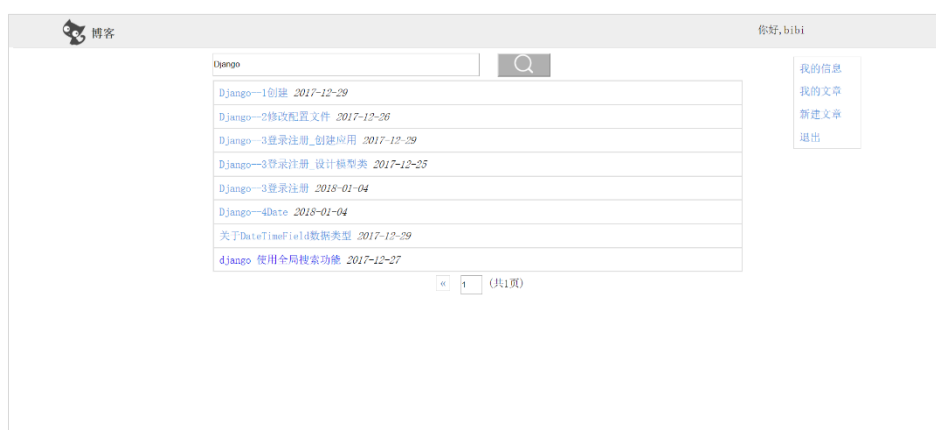 博客
你好,bibi
Django
我的信息
我的文章
新建文章
退出
Django--1创建 2017-12-29
Django--2修改配置文件 2017-12-26
Django--3登录注册_创建应用 2017-12-29
Django--3登录注册_设计模型类 2017-12-25
Django--3登录注册 2018-01-04
Django--4Date 2018-01-04
关于DateTimeField数据类型 2017-12-29
django 使用全局搜索功能 2017-12-27
« 1 (共1页)